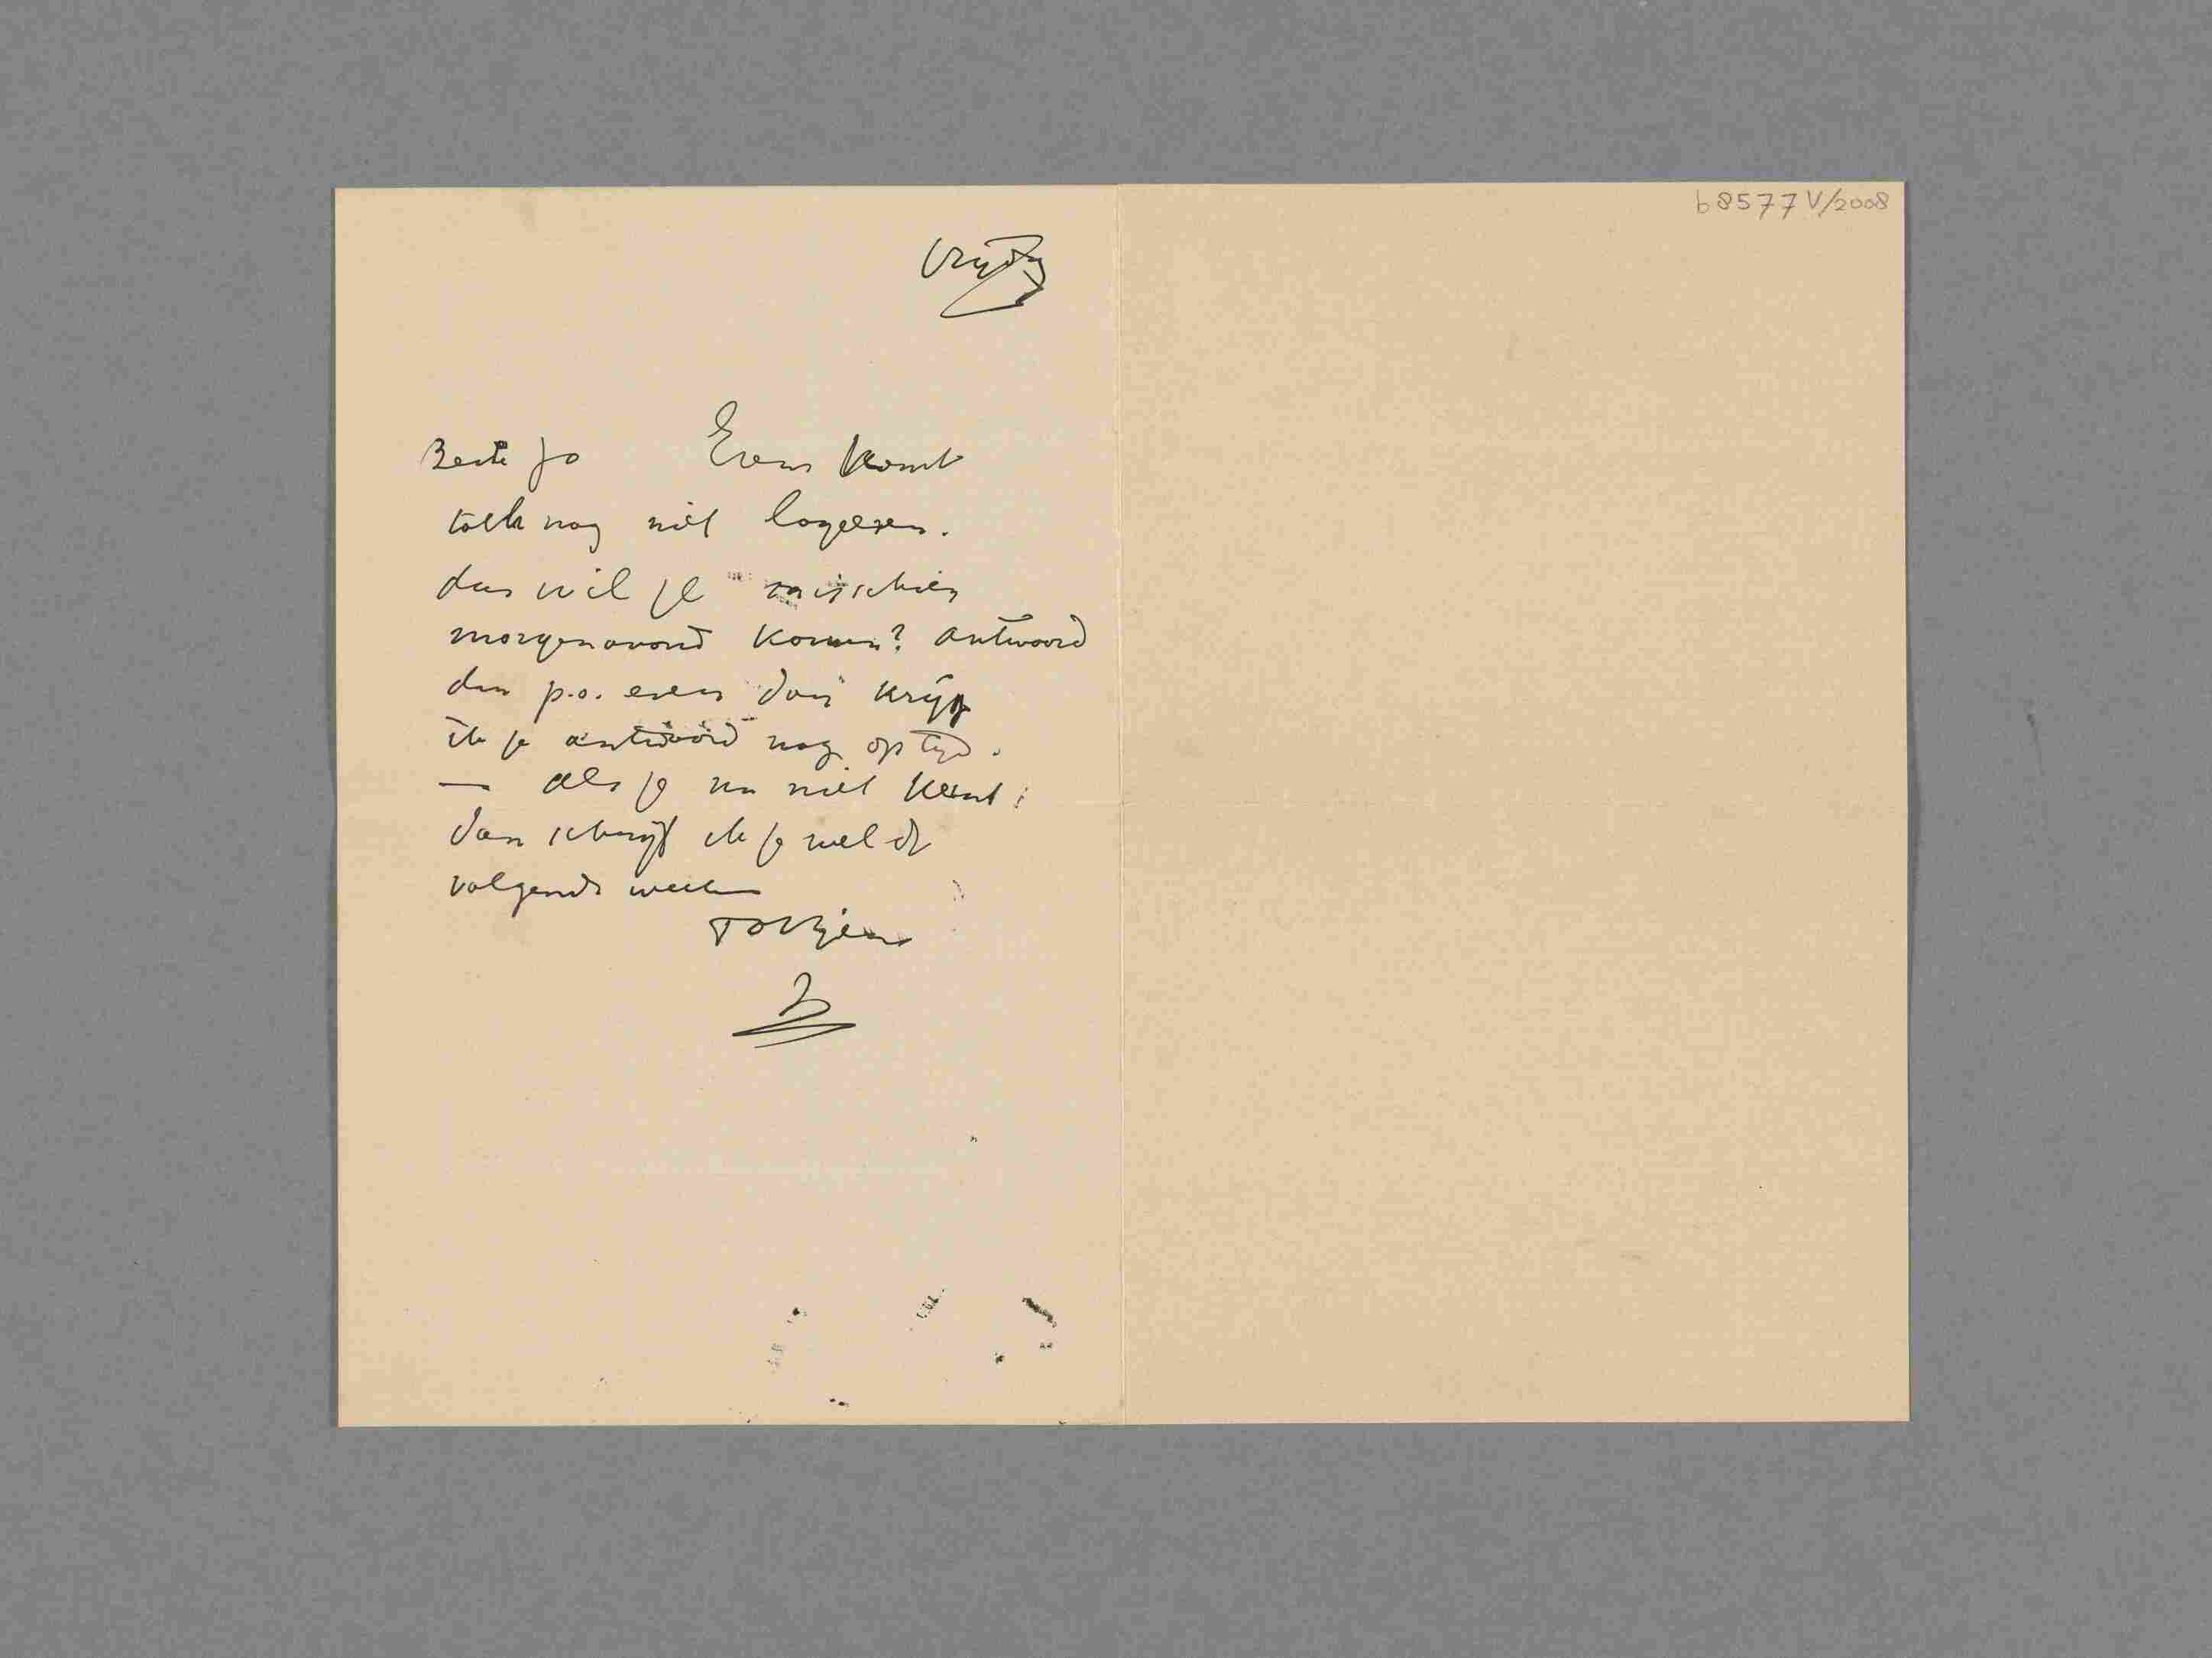 b8577 V/2008
Vrijdag
Beste Jo Evens komt
toch nog niet logeeren.
dus wil je misschien
morgenavond komen? antwoord
dan p.o. even dan krijg
ik je antwoord nog op tijd.
— als je nu niet kunt,
dan schrijf ik je wel de
volgende week
Tot ziens
B